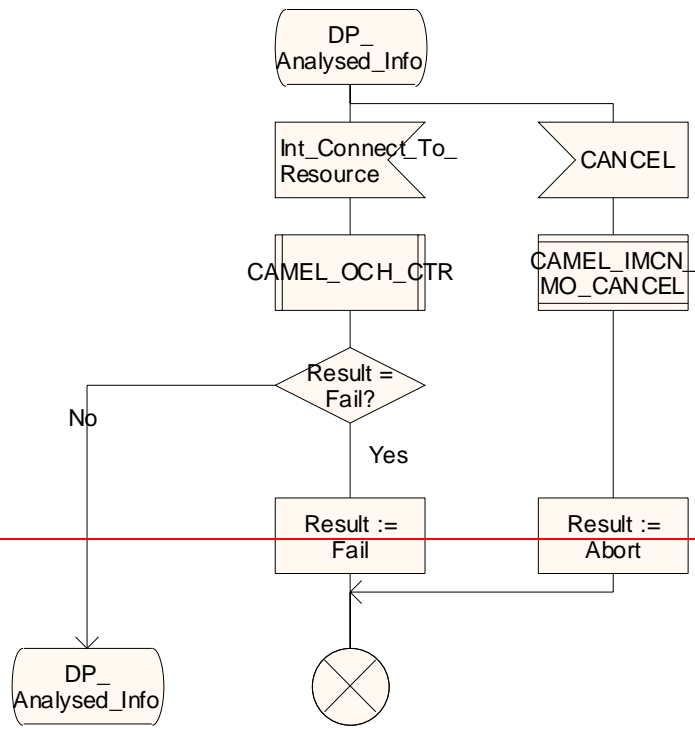 DP_
Analysed_Info
Int_Connect_To_
Resource
CANCEL
CAMEL_OCH_CTR
CAMEL_IMCN_
MO_CANCEL
Result =
Fail?
No
Yes
Result :=
Fail
Result :=
Abort
DP_
Analysed_Info